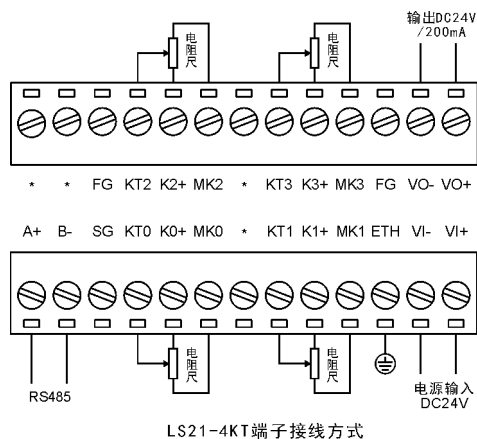 输出DC24V
/200mA
电阻尺
电阻尺
* * FG KT2 K2+ MK2 * KT3 K3+ MK3 FG VO- VO+
A+ B- SG KT0 K0+ MK0 * KT1 K1+ MK1 ETH VI- VI+
电阻尺
电阻尺
RS485
电源输入
DC24V
LS21-4KT端子接线方式